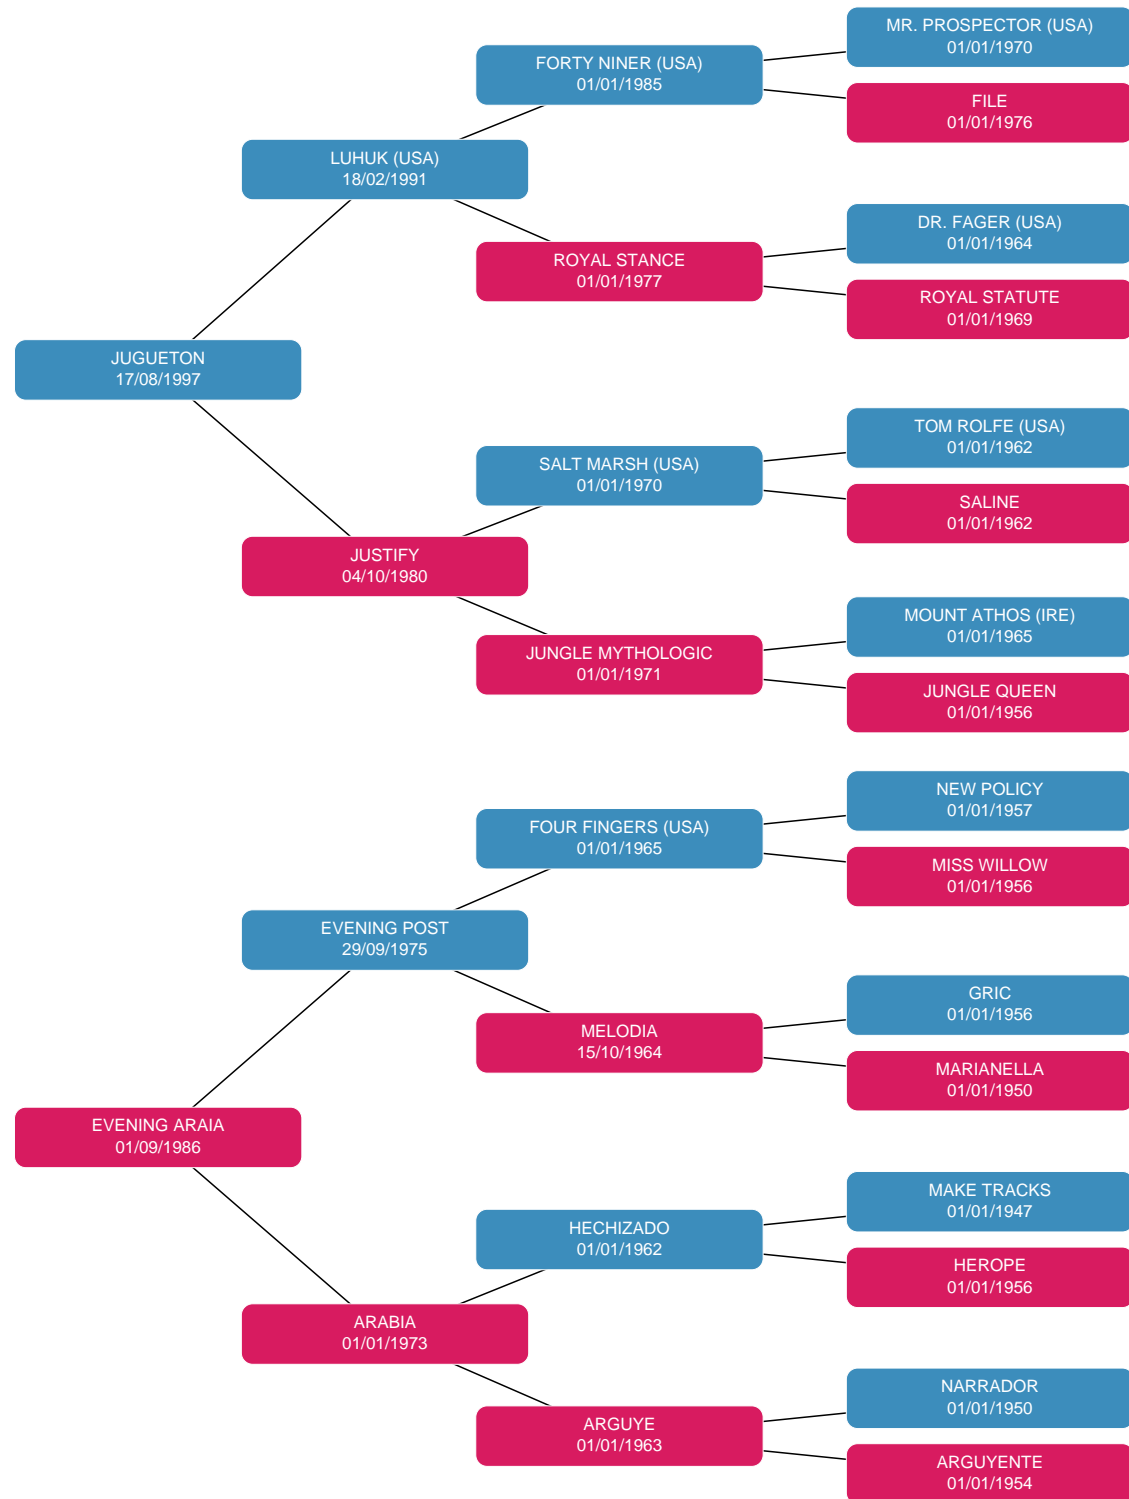 MR. PROSPECTOR (USA)
01/01/1970
FORTY NINER (USA)
01/01/1985
FILE
01/01/1976
LUHUK (USA)
18/02/1991
DR. FAGER (USA)
01/01/1964
ROYAL STANCE
01/01/1977
ROYAL STATUTE
01/01/1969
JUGUETON
17/08/1997
TOM ROLFE (USA)
01/01/1962
SALT MARSH (USA)
01/01/1970
SALINE
01/01/1962
JUSTIFY
04/10/1980
MOUNT ATHOS (IRE)
01/01/1965
JUNGLE MYTHOLOGIC
01/01/1971
JUNGLE QUEEN
01/01/1956
NEW POLICY
01/01/1957
FOUR FINGERS (USA)
01/01/1965
MISS WILLOW
01/01/1956
EVENING POST
29/09/1975
GRIC
01/01/1956
MELODIA
15/10/1964
MARIANELLA
01/01/1950
EVENING ARAIA
01/09/1986
MAKE TRACKS
01/01/1947
HECHIZADO
01/01/1962
HEROPE
01/01/1956
ARABIA
01/01/1973
NARRADOR
01/01/1950
ARGUYE
01/01/1963
ARGUYENTE
01/01/1954